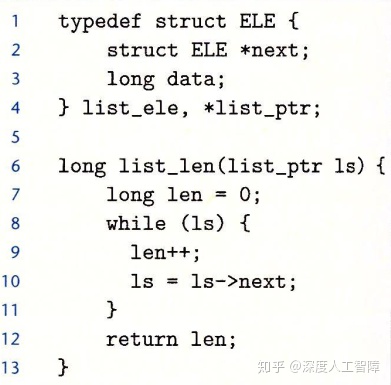 1 typedef struct ELE {
2     struct ELE *next;
3     long data;
4 } list_ele, *list_ptr;
5
6 long list_len(list_ptr ls) {
7     long len = 0;
8     while (ls) {
9       len++;
10      ls = ls->next;
11    }
12    return len;
13 }
知乎 @深度人工智障